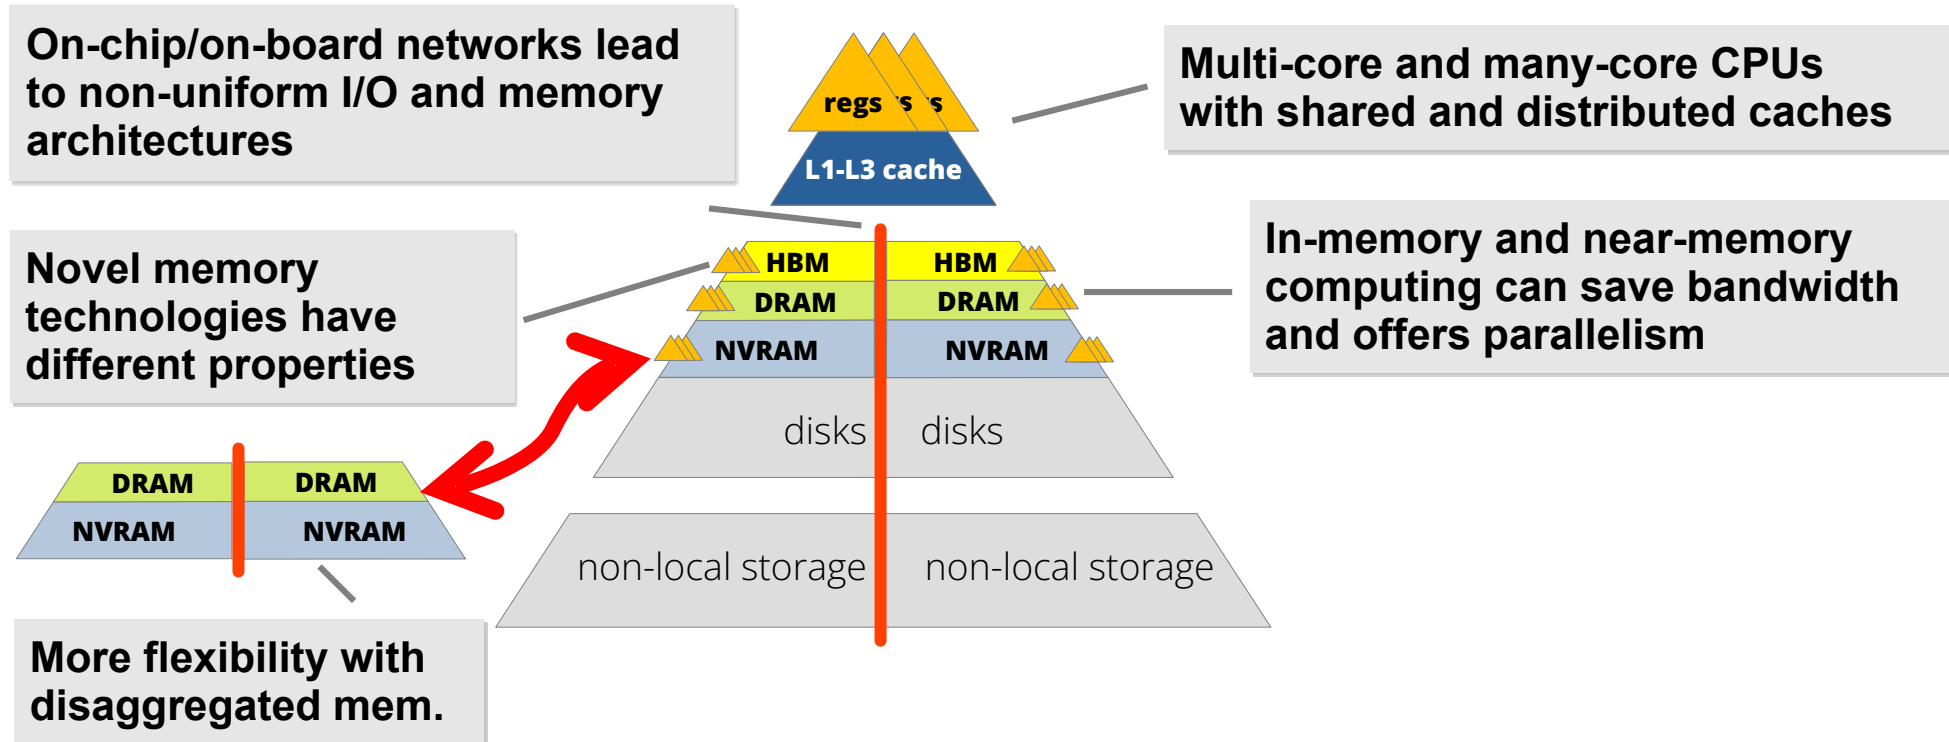 On-chip/on-board networks lead
to non-uniform I/O and memory
architectures
regs s s
L1-L3 cache
Multi-core and many-core CPUs
with shared and distributed caches
Novel memory
technologies have
different properties
HBM HBM
DRAM DRAM
NVRAM NVRAM
disks disks
non-local storage non-local storage
In-memory and near-memory
computing can save bandwidth
and offers parallelism
DRAM DRAM
NVRAM NVRAM
More flexibility with
disaggregated mem.